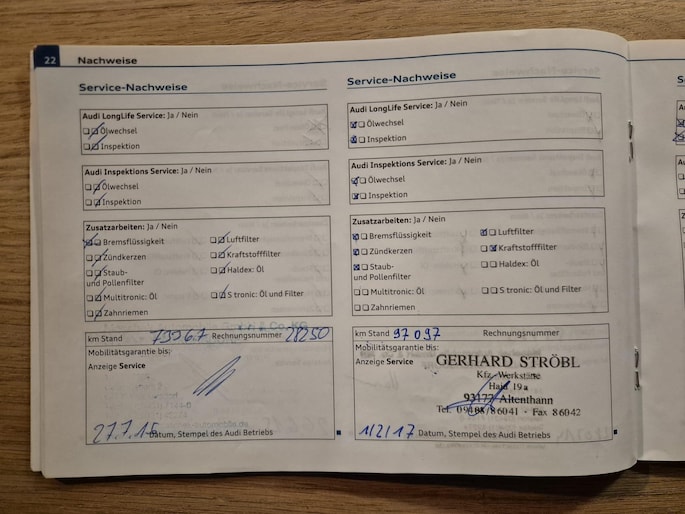 22 Nachweise
Service-Nachweise
Audi LongLife Service: Ja / Nein
Ölwechsel
Inspektion
Audi Inspektions Service: Ja / Nein
Ölwechsel
Inspektion
Zusatzarbeiten: Ja / Nein
Bremsflüssigkeit Luftfilter
Zündkerzen Kraftstofffilter
Staub- Haldex: Öl
und Pollenfilter
Multitronic: Öl S tronic: Öl und Filter
Zahnriemen
km Stand Rechnungsnummer 28250
Mobilitätsgarantie bis:
Anzeige Service
Datum, Stempel des Audi Betriebs
Service-Nachweise
Audi LongLife Service: Ja / Nein
Ölwechsel
Inspektion
Audi Inspektions Service: Ja / Nein
Ölwechsel
Inspektion
Zusatzarbeiten: Ja / Nein
Bremsflüssigkeit Luftfilter
Zündkerzen Kraftstofffilter
Staub- Haldex: Öl
und Pollenfilter
Multitronic: Öl S tronic: Öl und Filter
Zahnriemen
km Stand 97097 Rechnungsnummer
Mobilitätsgarantie bis:
Anzeige Service
GERHARD STRÖBL
Kfz.-Werkstätte
Haid 19a
93177 Altenthann
Tel. 09408/86041 · Fax 86042
1/2/17 Datum, Stempel des Audi Betriebs